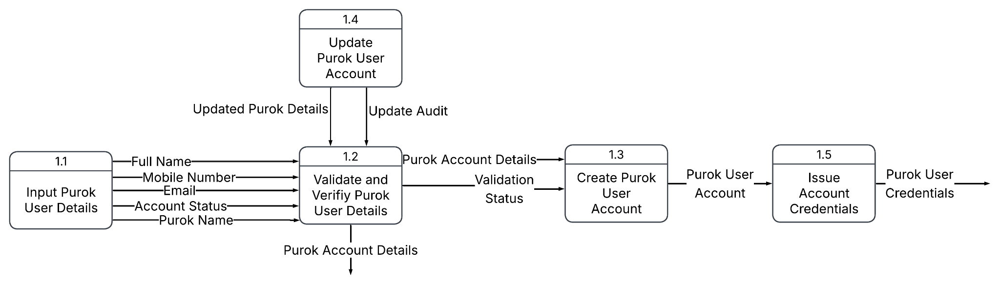 1.4
Update
Purok User
Account
Updated Purok Details
Update Audit
1.1
Input Purok
User Details
Full Name
Mobile Number
Email
Account Status
Purok Name
1.2
Validate and
Verifiy Purok
User Details
Purok Account Details
Validation
Status
1.3
Create Purok
User
Account
Purok User
Account
1.5
Issue
Account
Credentials
Purok User
Credentials
Purok Account Details